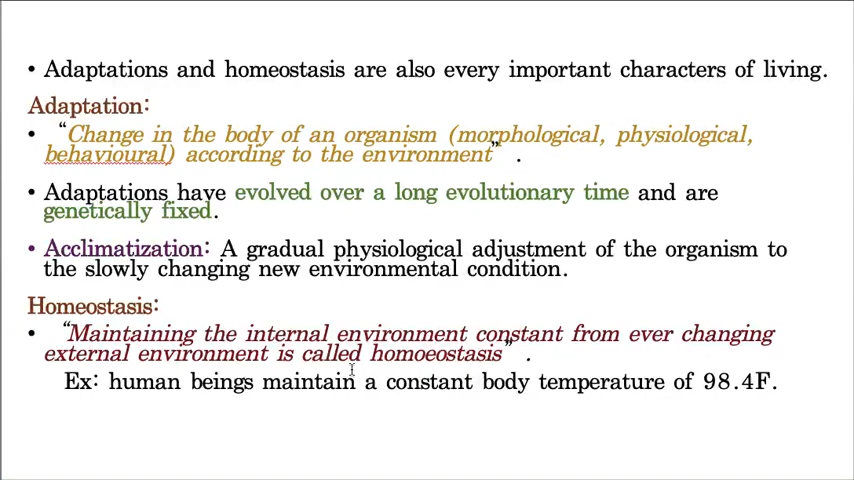 • Adaptations and homeostasis are also every important characters of living.
Adaptation:
• “Change in the body of an organism (morphological, physiological,
behavioural) according to the environment” .
• Adaptations have evolved over a long evolutionary time and are
genetically fixed.
• Acclimatization: A gradual physiological adjustment of the organism to
the slowly changing new environmental condition.
Homeostasis:
• “Maintaining the internal environment constant from ever changing
external environment is called homoeostasis” .
Ex: human beings maintain a constant body temperature of 98.4F.